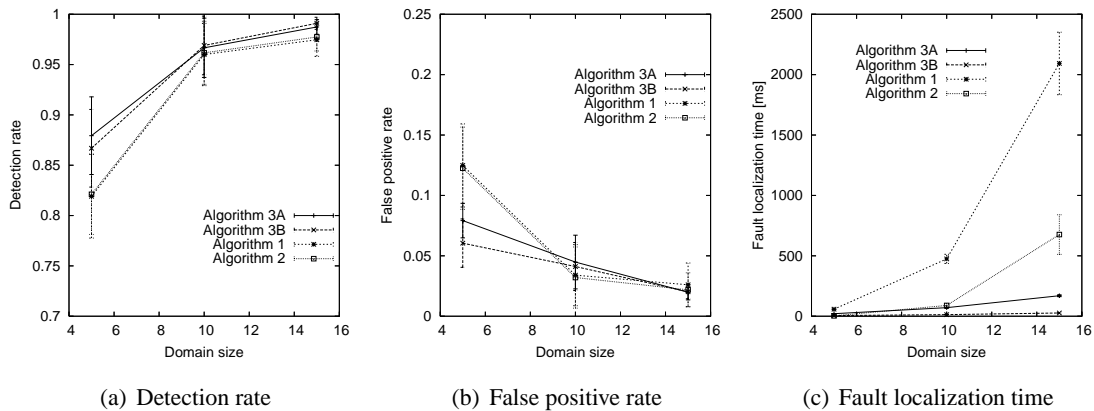 Detection rate
1
0.95
0.9
0.85
0.8
0.75
0.7
4 6 8 10 12 14 16
Domain size
Algorithm 3A
Algorithm 3B
Algorithm 1
Algorithm 2
(a) Detection rate
False positive rate
0.25
0.2
0.15
0.1
0.05
0
4 6 8 10 12 14 16
Domain size
Algorithm 3A
Algorithm 3B
Algorithm 1
Algorithm 2
(b) False positive rate
Fault localization time [ms]
2500
2000
1500
1000
500
0
4 6 8 10 12 14 16
Domain size
Algorithm 3A
Algorithm 3B
Algorithm 1
Algorithm 2
(c) Fault localization time